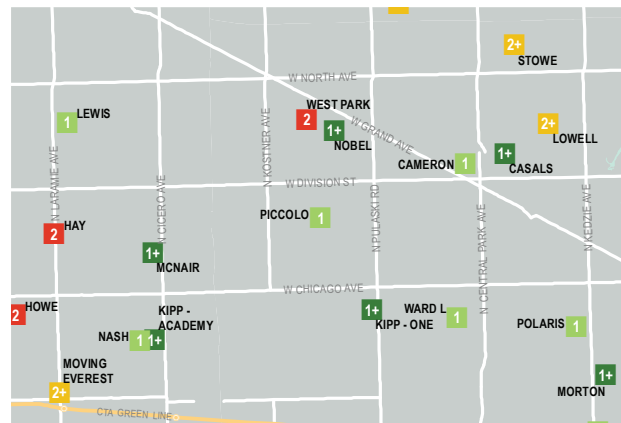 2+
STOWE
W NORTH AVE
LEWIS
1
WEST PARK
2
1+
NOBEL
W GRAND AVE
2+
LOWELL
CAMERON
1
1+
CASALS
N LARAMIE AVE
N CICERO AVE
N KOSTNER AVE
W DIVISION ST
N PULASKI RD
N CENTRAL PARK AVE
N KEDZIE AVE
PICCOLO
1
HAY
2
1+
MCNAIR
W CHICAGO AVE
HOWE
2
KIPP -
ACADEMY
NASH
1
1+
1+
KIPP - ONE
WARD L
1
POLARIS
1
MOVING
EVEREST
2+
1+
MORTON
CTA GREEN LINE